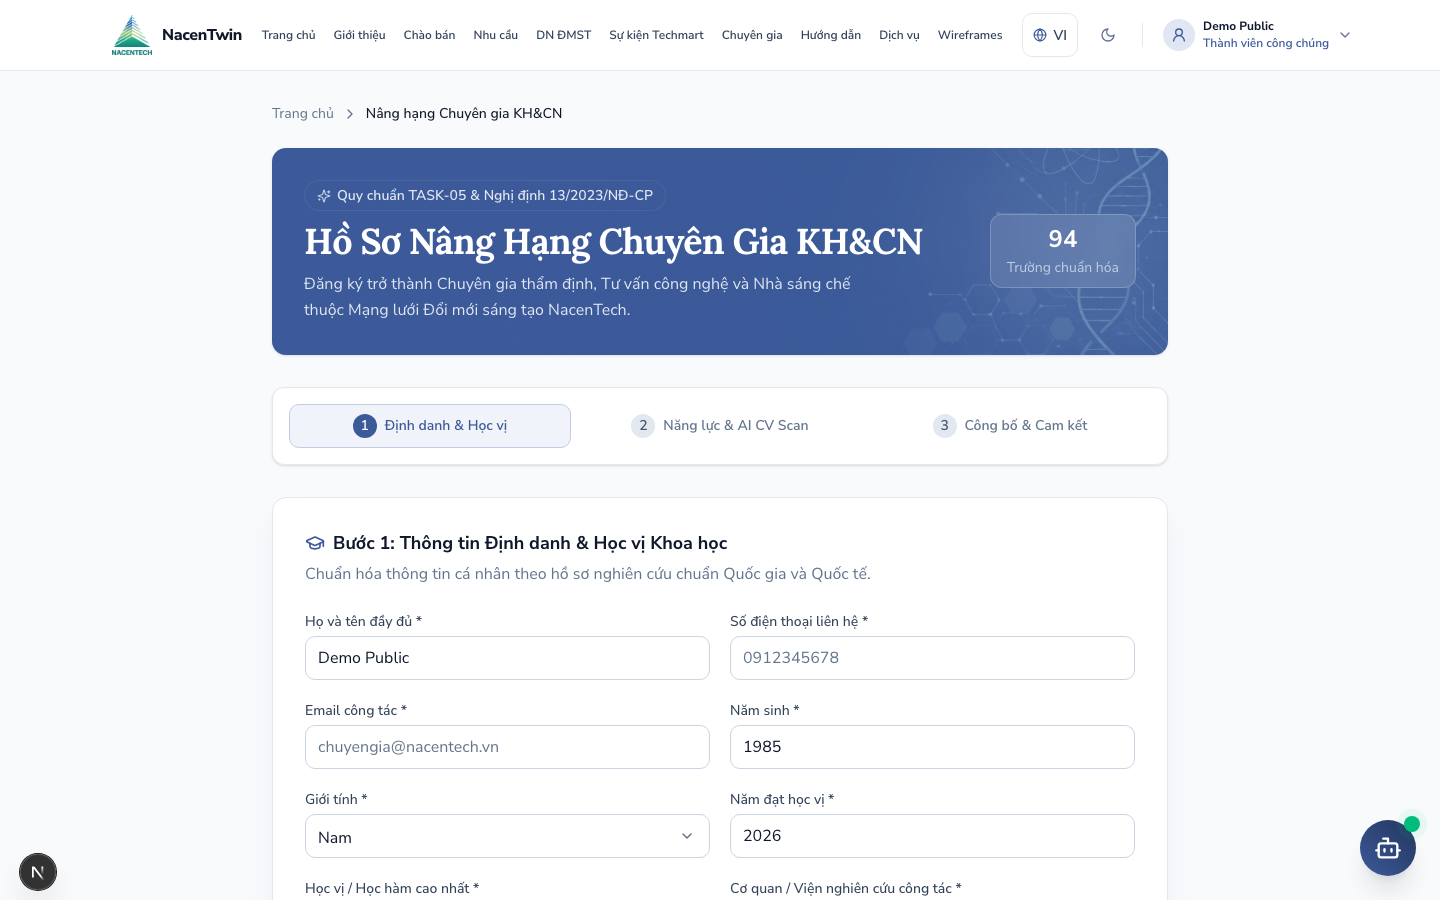 NACENTECH
NacenTwin
Trang chủ
Giới thiệu
Chào bán
Nhu cầu
DN ĐMST
Sự kiện Techmart
Chuyên gia
Hướng dẫn
Dịch vụ
Wireframes
VI
Demo Public
Thành viên công chúng
Trang chủ > Nâng hạng Chuyên gia KH&CN
Quy chuẩn TASK-05 & Nghị định 13/2023/NĐ-CP
Hồ Sơ Nâng Hạng Chuyên Gia KH&CN
Đăng ký trở thành Chuyên gia thẩm định, Tư vấn công nghệ và Nhà sáng chế
thuộc Mạng lưới Đổi mới sáng tạo NacenTech.
94
Trường chuẩn hóa
1 Định danh & Học vị
2 Năng lực & AI CV Scan
3 Công bố & Cam kết
Bước 1: Thông tin Định danh & Học vị Khoa học
Chuẩn hóa thông tin cá nhân theo hồ sơ nghiên cứu chuẩn Quốc gia và Quốc tế.
Họ và tên đầy đủ *
Demo Public
Số điện thoại liên hệ *
0912345678
Email công tác *
chuyengia@nacentech.vn
Năm sinh *
1985
Giới tính *
Nam
Năm đạt học vị *
2026
Học vị / Học hàm cao nhất *
Cơ quan / Viện nghiên cứu công tác *
N